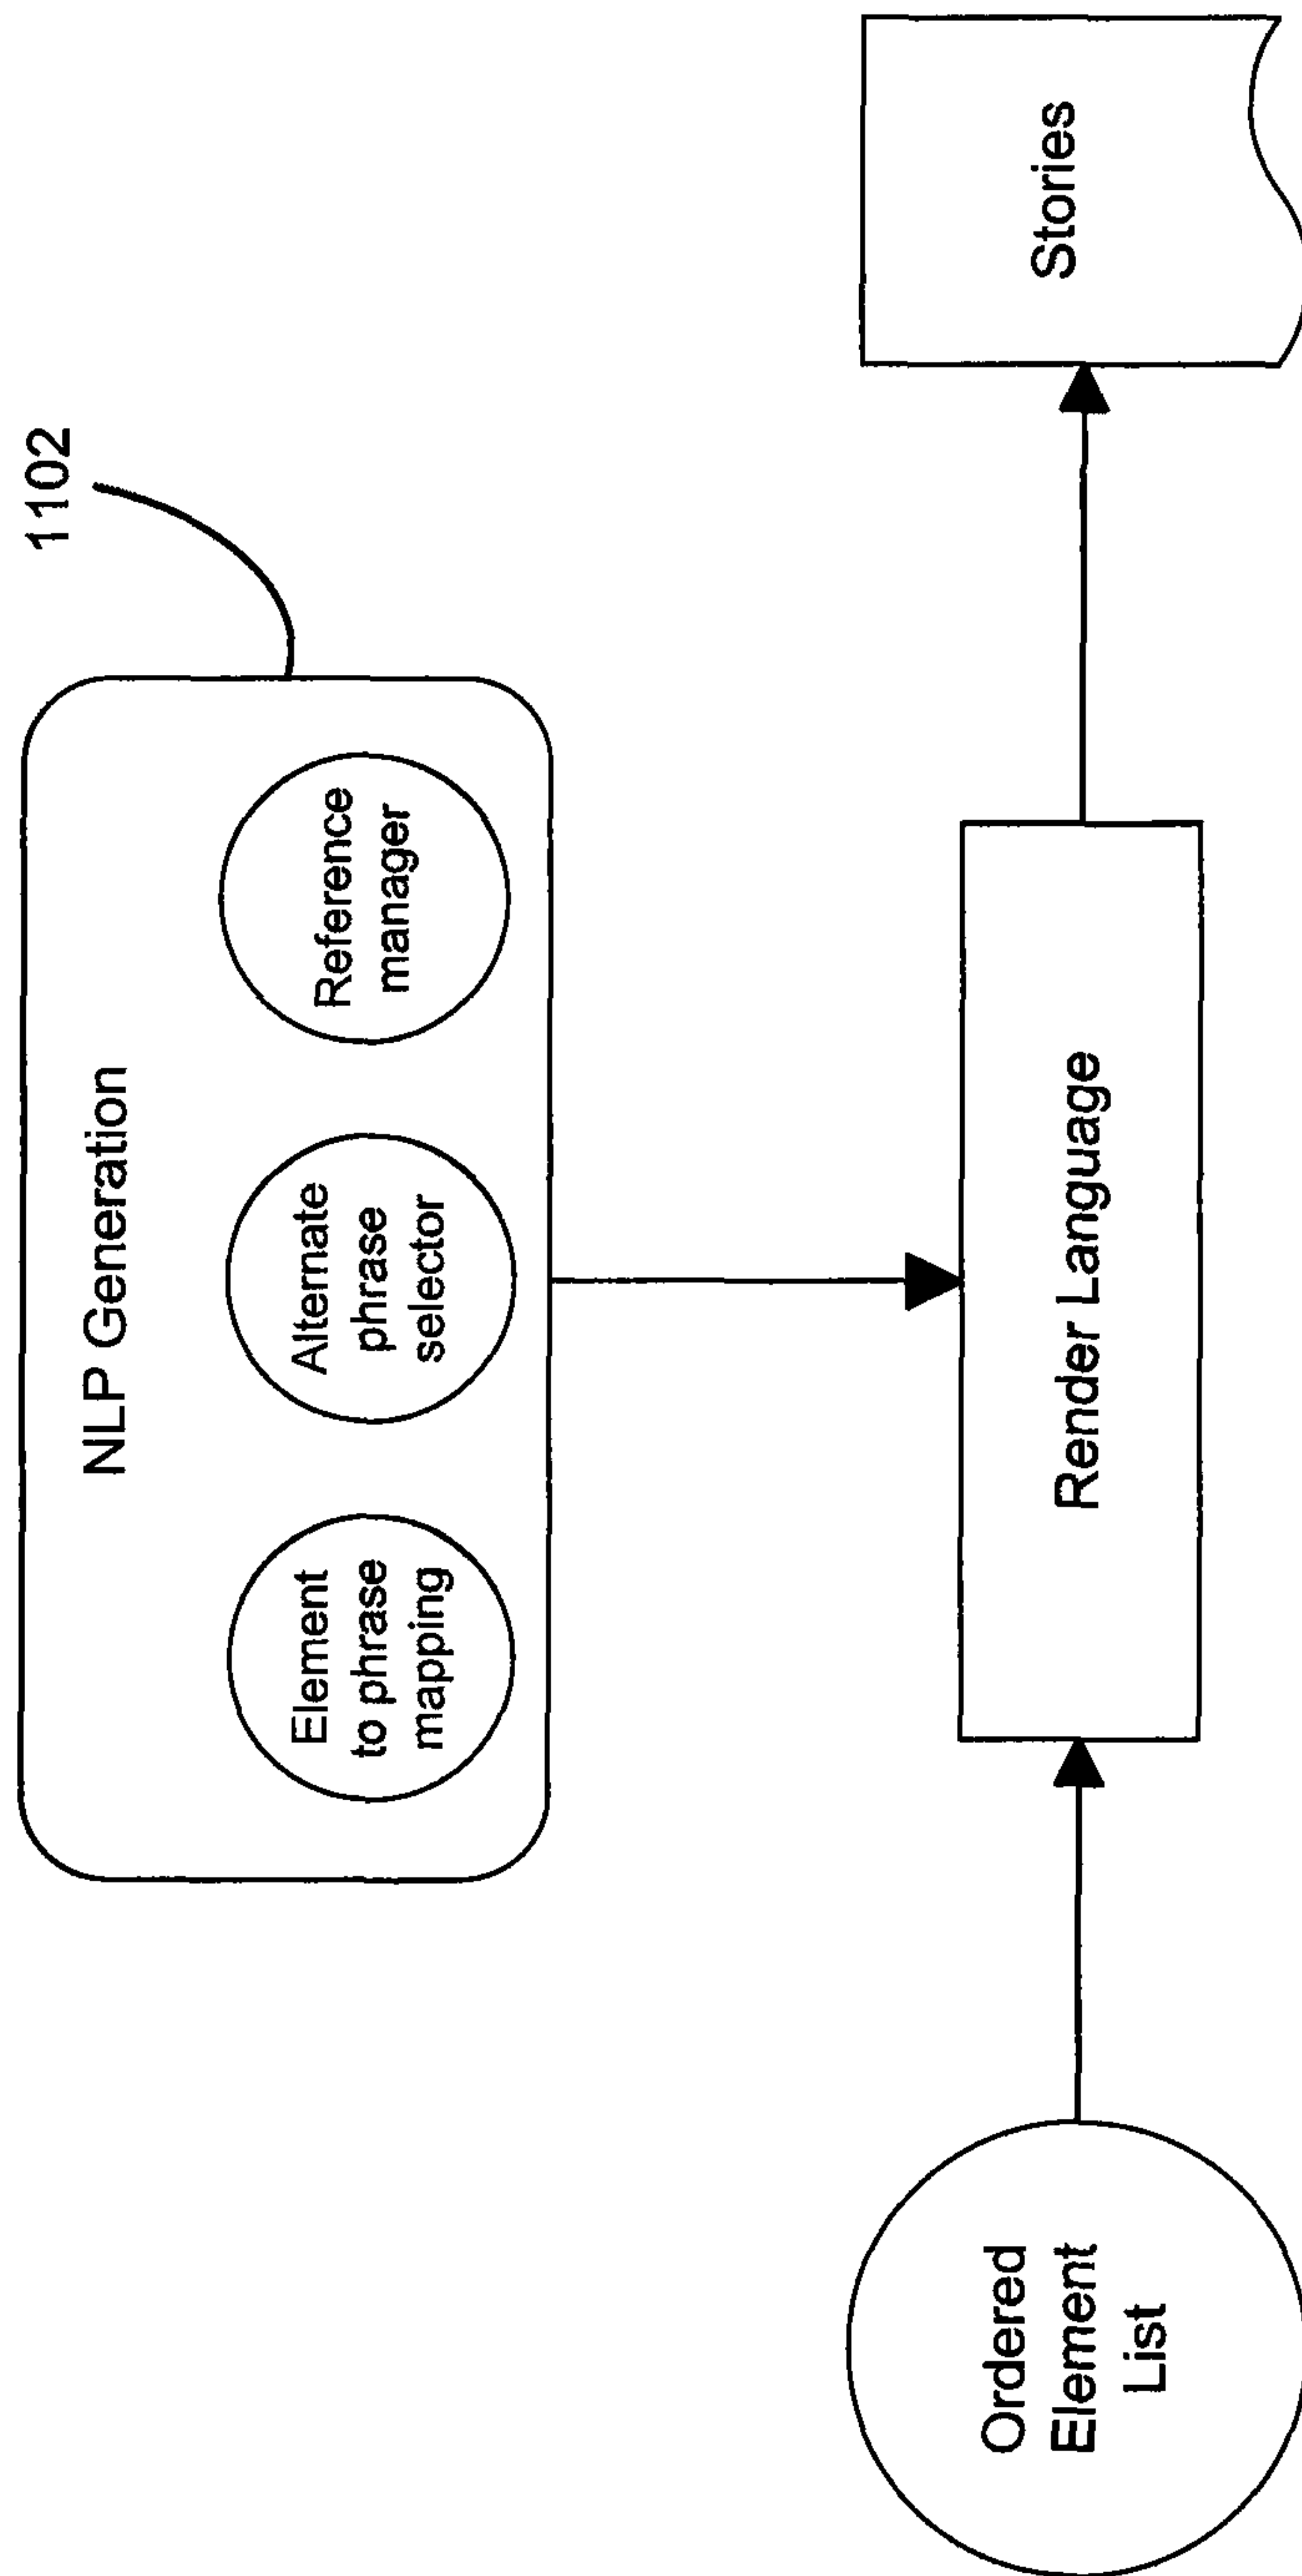 1102
NLP Generation
Element
to phrase
mapping
Alternate
phrase
selector
Reference
manager
Ordered
Element
List
Render Language
Stories